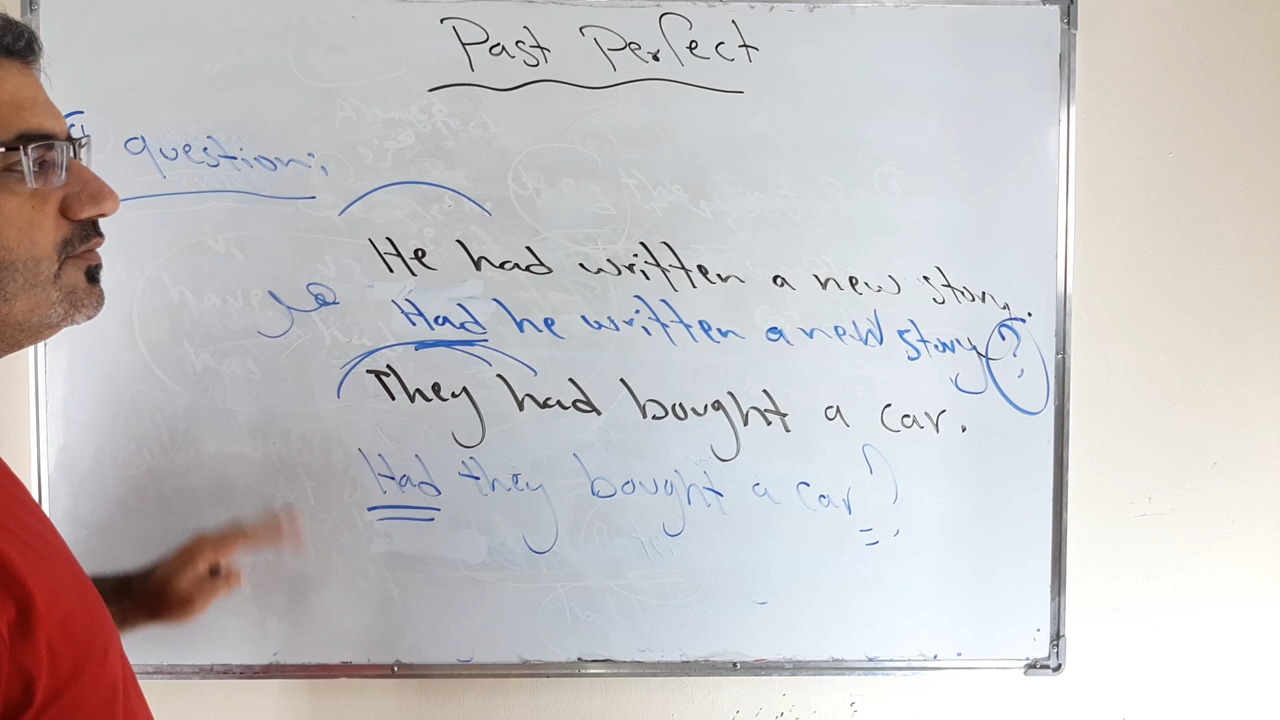 Past Perfect
question:
He had written a new story.
Had he written a new story?
They had bought a car.
Had they bought a car?